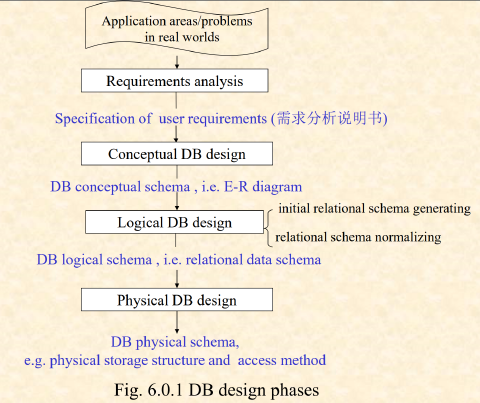 Application areas/problems
in real worlds
Requirements analysis
Specification of user requirements (需求分析说明书)
Conceptual DB design
DB conceptual schema , i.e. E-R diagram
initial relational schema generating
Logical DB design
relational schema normalizing
DB logical schema , i.e. relational data schema
Physical DB design
DB physical schema,
e.g. physical storage structure and access method
Fig. 6.0.1 DB design phases